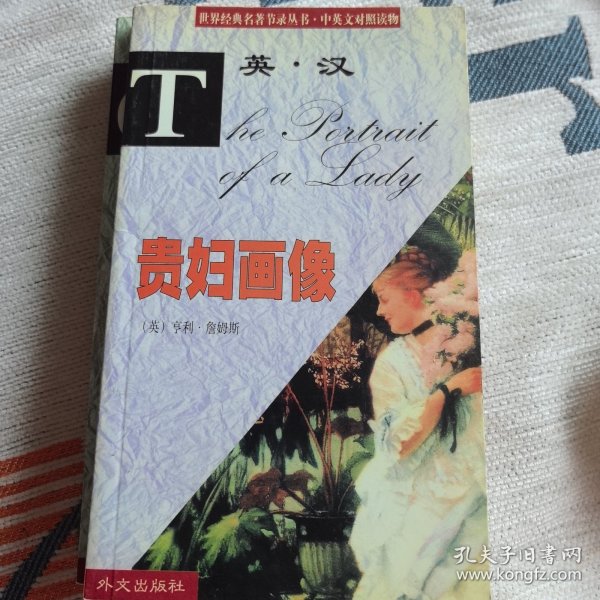 世界经典名著节录丛书·中英文对照读物
英·汉
The Portrait
of a Lady
贵妇画像
（英）亨利·詹姆斯
外文出版社
孔夫子旧书网
www.kongfz.com